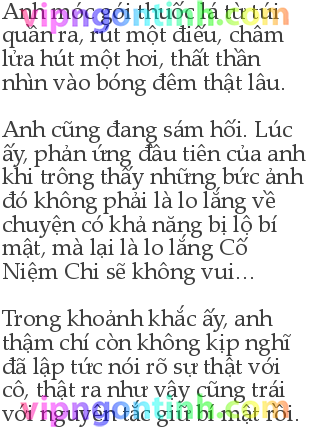 Anh móc gói thuốc lá từ túi
vipngontinh.com
quần ra, rút một điếu, châm
lửa hút một hơi, thất thần
nhìn vào bóng đêm thật lâu.
Anh cũng đang sám hối. Lúc
ấy, phản ứng đầu tiên của anh
khi trông thấy những bức ảnh
đó không phải là lo lắng về
chuyện có khả năng bị lộ bí
mật, mà lại là lo lắng Cố
Niệm Chi sẽ không vui...
Trong khoảnh khắc ấy, anh
thậm chí còn không kịp nghĩ
đã lập tức nói rõ sự thật với
cô, thật ra như vậy cũng trái
với nguyên tắc giữ bí mật rồi.
vipngontinh.com